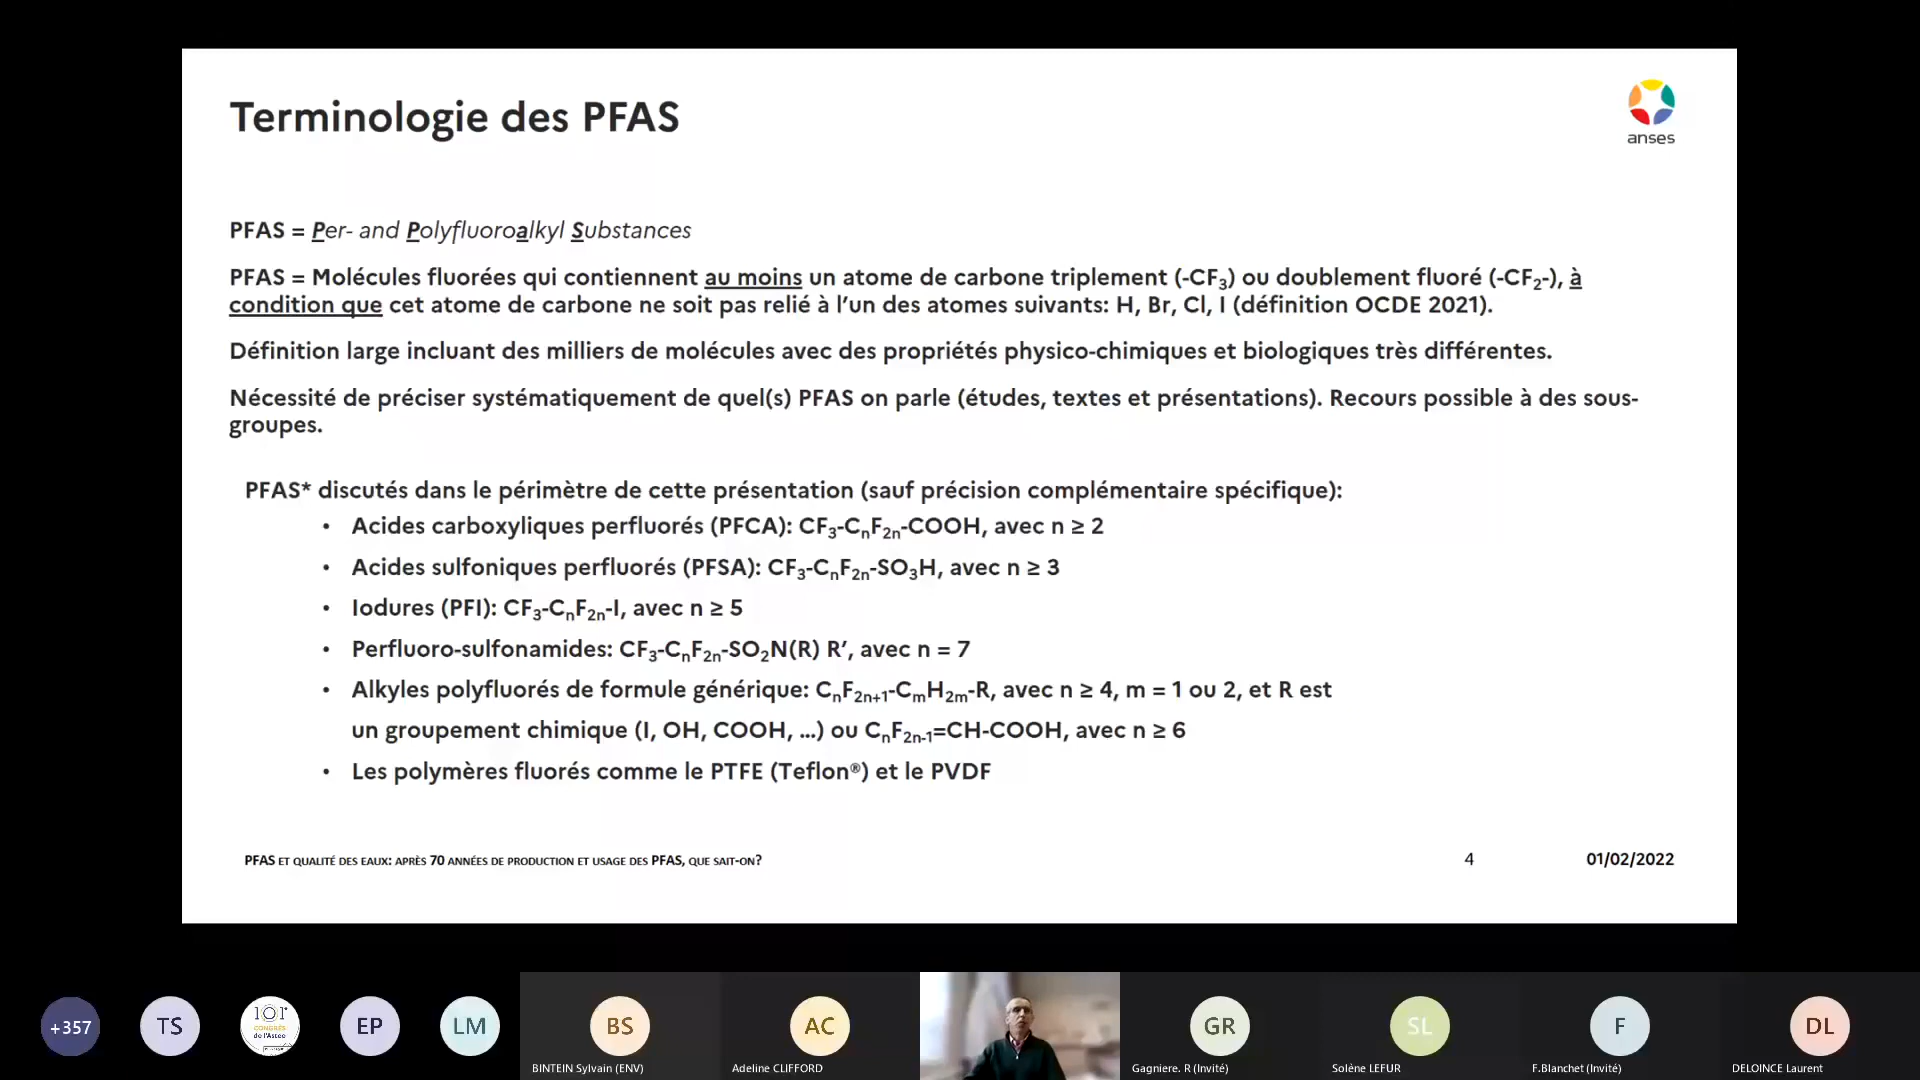 Terminologie des PFAS
anses
PFAS = Per- and Polyfluoroalkyl Substances
PFAS = Molécules fluorées qui contiennent au moins un atome de carbone triplement (-CF₃) ou doublement fluoré (-CF₂-), à
condition que cet atome de carbone ne soit pas relié à l’un des atomes suivants: H, Br, Cl, I (définition OCDE 2021).
Définition large incluant des milliers de molécules avec des propriétés physico-chimiques et biologiques très différentes.
Nécessité de préciser systématiquement de quel(s) PFAS on parle (études, textes et présentations). Recours possible à des sous-
groupes.
PFAS* discutés dans le périmètre de cette présentation (sauf précision complémentaire spécifique):
• Acides carboxyliques perfluorés (PFCA): CF₃-CₙF₂ₙ-COOH, avec n ≥ 2
• Acides sulfoniques perfluorés (PFSA): CF₃-CₙF₂ₙ-SO₃H, avec n ≥ 3
• Iodures (PFI): CF₃-CₙF₂ₙ-I, avec n ≥ 5
• Perfluoro-sulfonamides: CF₃-CₙF₂ₙ-SO₂N(R) R’, avec n = 7
• Alkyles polyfluorés de formule générique: CₙF₂ₙ₊₁-CₘH₂ₘ-R, avec n ≥ 4, m = 1 ou 2, et R est
un groupement chimique (I, OH, COOH, ...) ou CₙF₂ₙ₋₁=CH-COOH, avec n ≥ 6
• Les polymères fluorés comme le PTFE (Teflon®) et le PVDF
PFAS ET QUALITÉ DES EAUX: APRÈS 70 ANNÉES DE PRODUCTION ET USAGE DES PFAS, QUE SAIT-ON?
4
01/02/2022
+357
TS
101e
CONGRÈS
de l'Astee
EP
LM
BS
BINTEIN Sylvain (ENV)
AC
Adeline CLIFFORD
GR
Gagniere. R (Invité)
SL
Solène LEFUR
F
F.Blanchet (Invité)
DL
DELOINCE Laurent